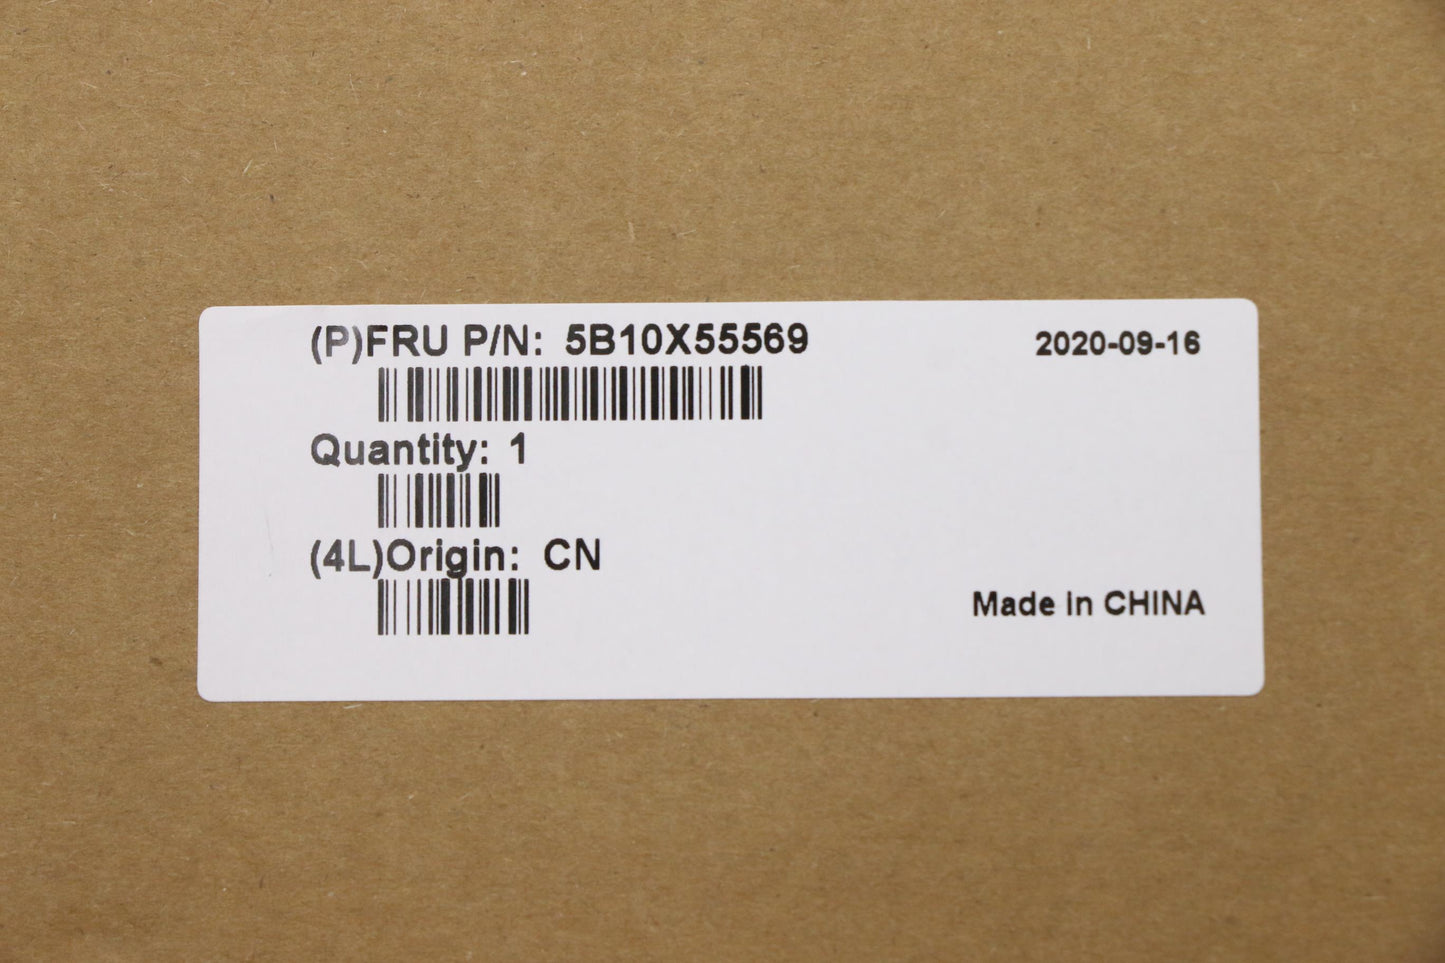 (P)FRU P/N: 5B10X55569
2020-09-16
Quantity: 1
(4L)Origin: CN
Made in CHINA